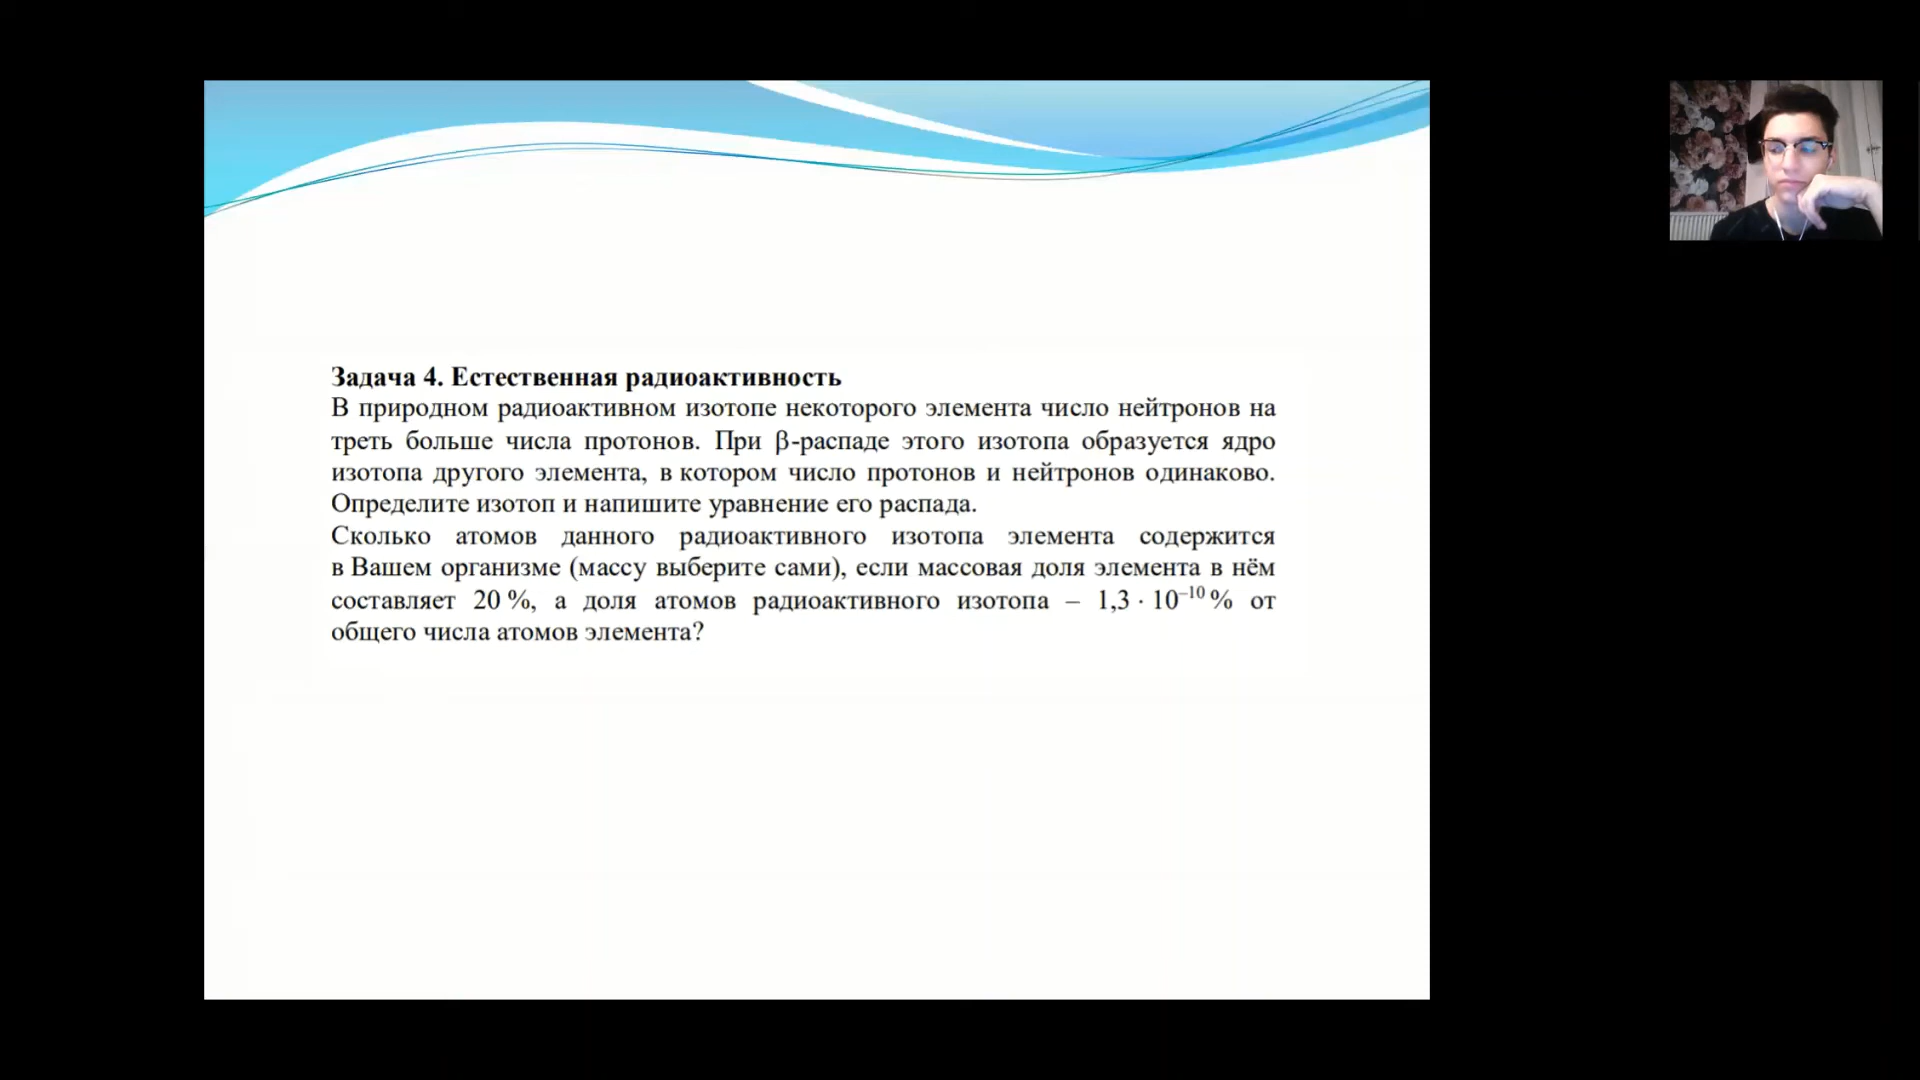 Задача 4. Естественная радиоактивность
В природном радиоактивном изотопе некоторого элемента число нейтронов на
треть больше числа протонов. При β-распаде этого изотопа образуется ядро
изотопа другого элемента, в котором число протонов и нейтронов одинаково.
Определите изотоп и напишите уравнение его распада.
Сколько атомов данного радиоактивного изотопа элемента содержится
в Вашем организме (массу выберите сами), если массовая доля элемента в нём
составляет 20 %, а доля атомов радиоактивного изотопа – 1,3 · 10⁻¹⁰ % от
общего числа атомов элемента?